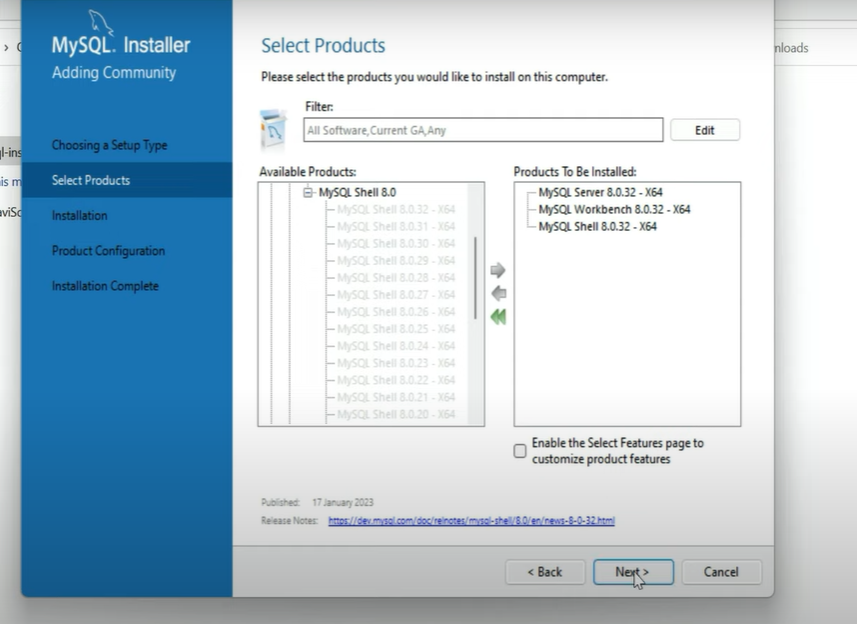 MySQL. Installer
Adding Community
Choosing a Setup Type
Select Products
Installation
Product Configuration
Installation Complete
Select Products
Please select the products you would like to install on this computer.
Filter:
All Software,Current GA,Any
Edit
Available Products:
MySQL Shell 8.0
MySQL Shell 8.0.32 - X64
MySQL Shell 8.0.31 - X64
MySQL Shell 8.0.30 - X64
MySQL Shell 8.0.29 - X64
MySQL Shell 8.0.28 - X64
MySQL Shell 8.0.27 - X64
MySQL Shell 8.0.26 - X64
MySQL Shell 8.0.25 - X64
MySQL Shell 8.0.24 - X64
MySQL Shell 8.0.23 - X64
MySQL Shell 8.0.22 - X64
MySQL Shell 8.0.21 - X64
MySQL Shell 8.0.20 - X64
Products To Be Installed:
MySQL Server 8.0.32 - X64
MySQL Workbench 8.0.32 - X64
MySQL Shell 8.0.32 - X64
Enable the Select Features page to
customize product features
Published: 17 January 2023
Release Notes: https://dev.mysql.com/doc/relnotes/mysql-shell/8.0/en/news-8-0-32.html
< Back
Next >
Cancel